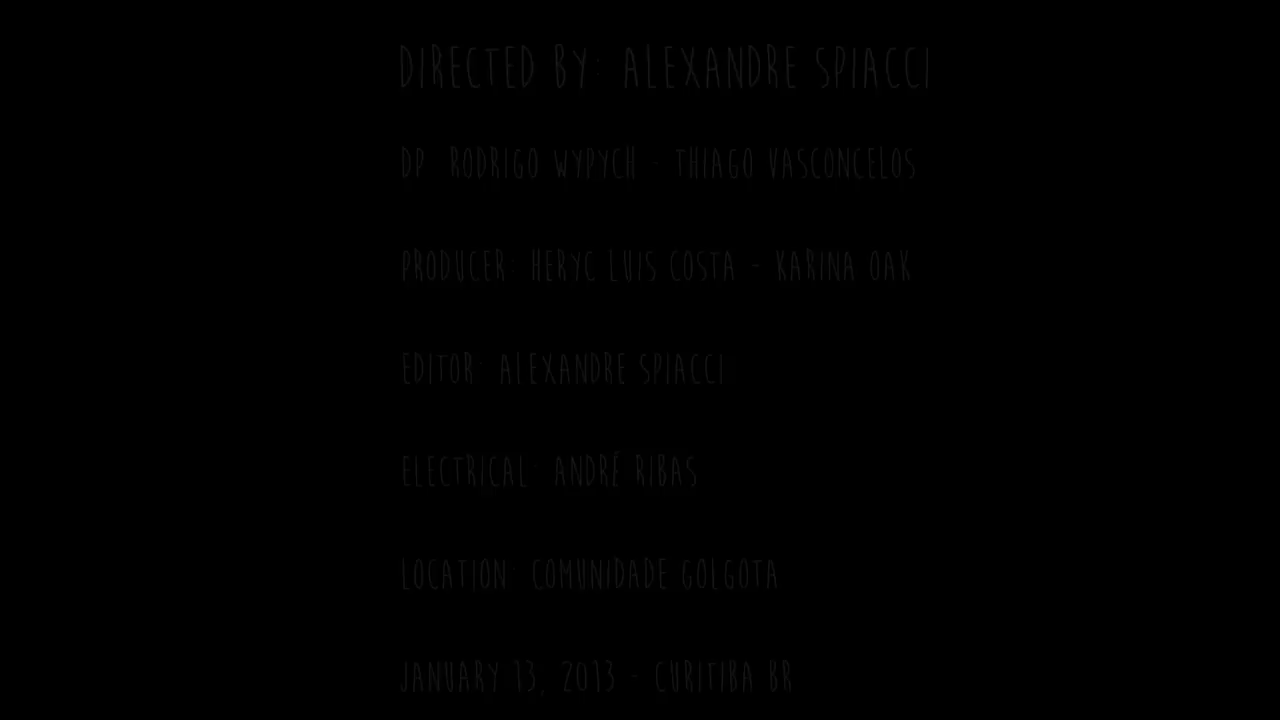 DIRECTED BY: ALEXANDRE SPIACCI
DP RODRIGO WYPYCH - THIAGO VASCONCELOS
PRODUCER: HERYC LUIS COSTA - KARINA OAK
EDITOR: ALEXANDRE SPIACCI
ELECTRICAL: ANDRÉ RIBAS
LOCATION: COMUNIDADE GÓLGOTA
JANUARY 13, 2013 - CURITIBA BR